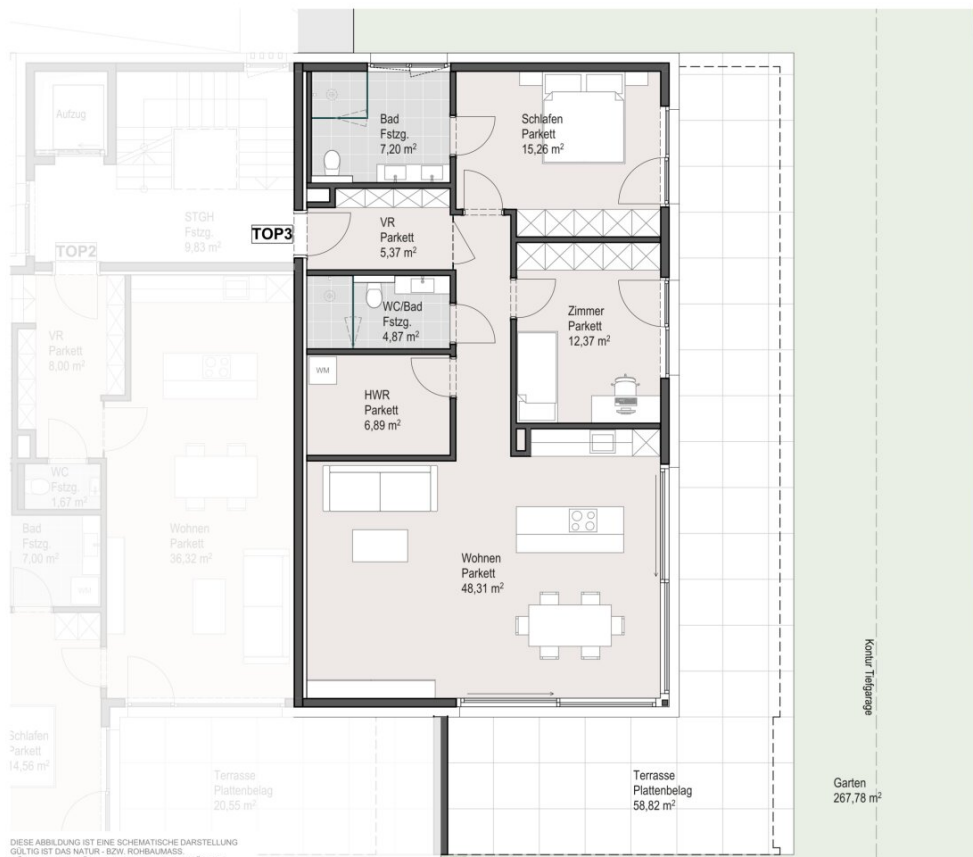 Aufzug
Bad
Fstzg.
7,20 m²
Schlafen
Parkett
15,26 m²
STGH
Fstzg.
9,83 m²
TOP3
TOP2
VR
Parkett
5,37 m²
WC/Bad
Fstzg.
4,87 m²
Zimmer
Parkett
12,37 m²
VR
Parkett
8,00 m²
WM
HWR
Parkett
6,89 m²
WC
Fstzg.
1,67 m²
Bad
Fstzg.
7,00 m²
Wohnen
Parkett
36,32 m²
WM
Wohnen
Parkett
48,31 m²
Kontur Tiefgarage
Schlafen
Parkett
14,56 m²
Terrasse
Plattenbelag
20,55 m²
Terrasse
Plattenbelag
58,82 m²
Garten
267,78 m²
DIESE ABBILDUNG IST EINE SCHEMATISCHE DARSTELLUNG
GÜLTIG IST DAS NATUR - BZW. ROHBAUMASS.